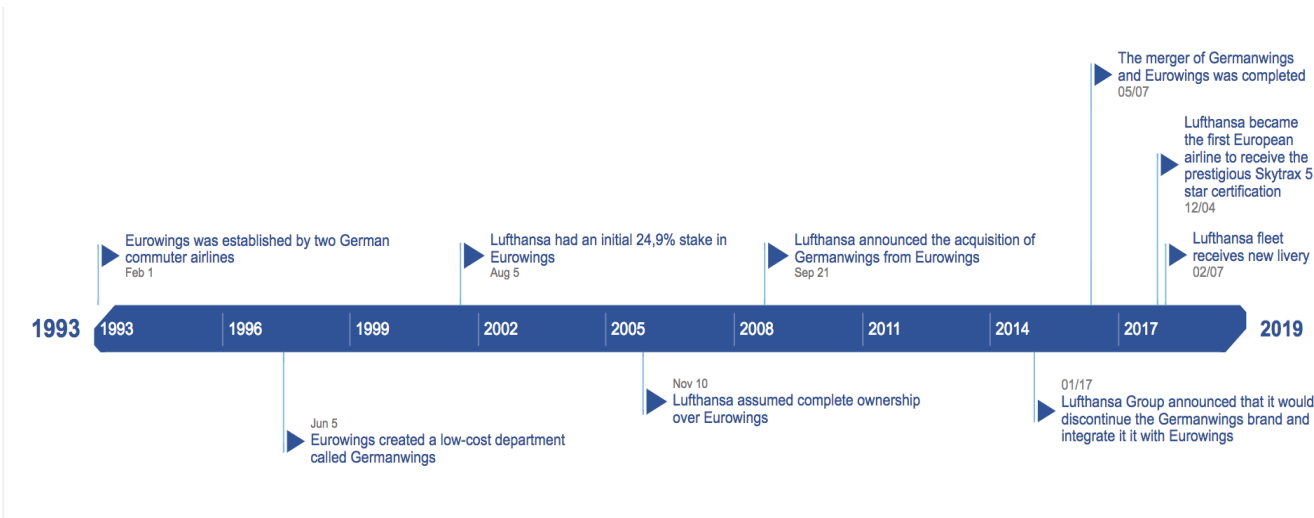 The merger of Germanwings
and Eurowings was completed
05/07
Lufthansa became
the first European
airline to receive the
prestigious Skytrax 5
star certification
12/04
Eurowings was established by two German
commuter airlines
Feb 1
Lufthansa had an initial 24,9% stake in
Eurowings
Aug 5
Lufthansa announced the acquisition of
Germanwings from Eurowings
Sep 21
Lufthansa fleet
receives new livery
02/07
1993
1993
1996
1999
2002
2005
2008
2011
2014
2017
2019
Jun 5
Eurowings created a low-cost department
called Germanwings
Nov 10
Lufthansa assumed complete ownership
over Eurowings
01/17
Lufthansa Group announced that it would
discontinue the Germanwings brand and
integrate it it with Eurowings